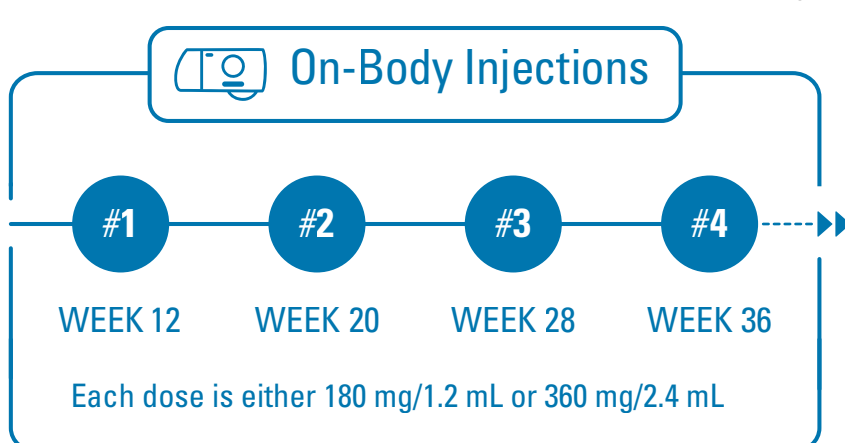 On-Body Injections
#1 #2 #3 #4
WEEK 12 WEEK 20 WEEK 28 WEEK 36
Each dose is either 180 mg/1.2 mL or 360 mg/2.4 mL